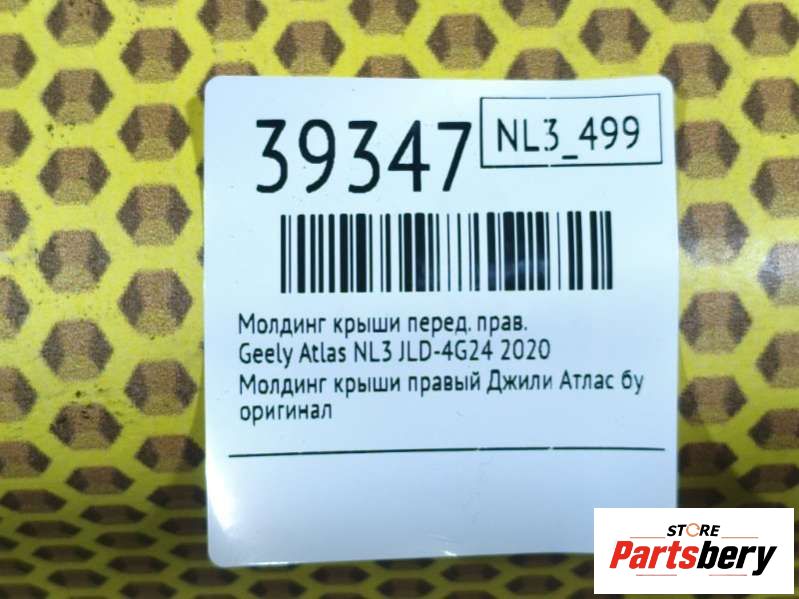 39347
NL3_499
Молдинг крыши перед. прав.
Geely Atlas NL3 JLD-4G24 2020
Молдинг крыши правый Джили Атлас бу
оригинал
STORE
Partsbery